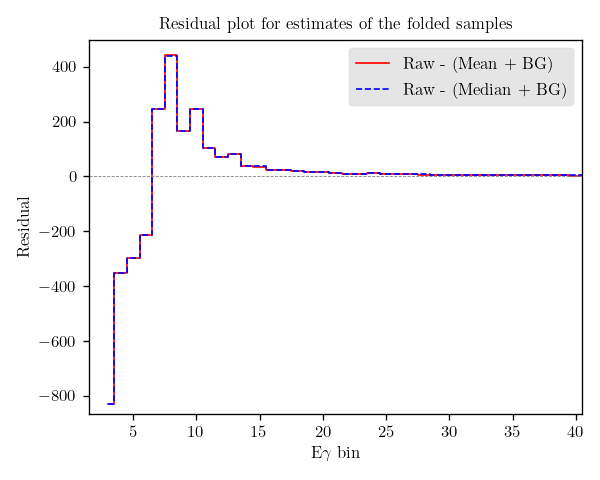 Residual plot for estimates of the folded samples
Raw - (Mean + BG)
Raw - (Median + BG)
Residual
400
200
0
−200
−400
−600
−800
5 10 15 20 25 30 35 40
Eγ bin